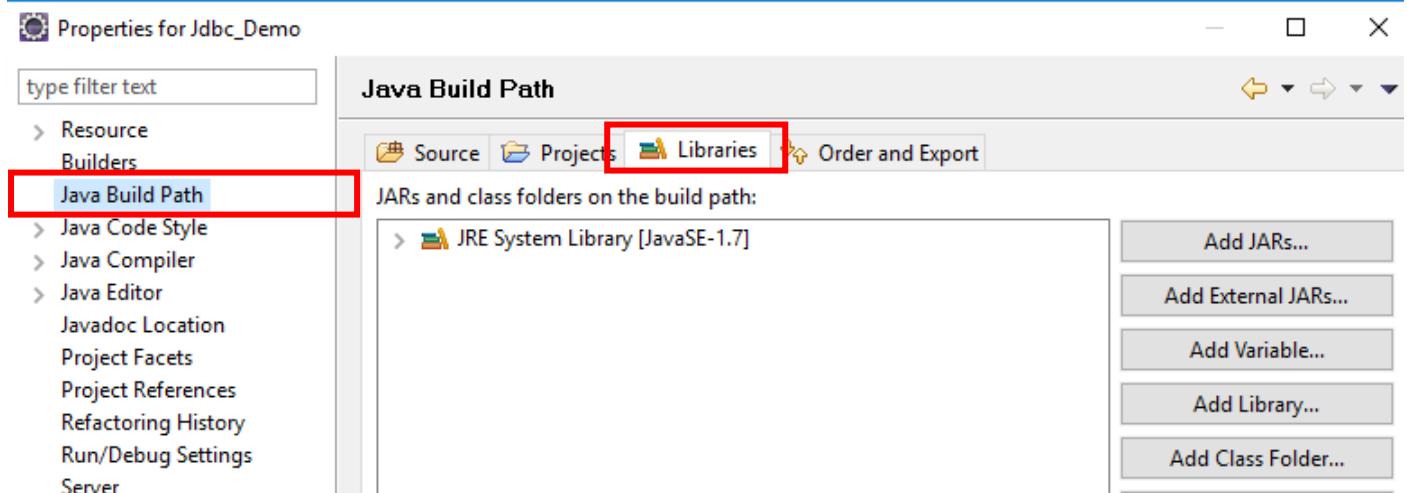 Properties for Jdbc_Demo
type filter text
Resource
Builders
Java Build Path
Java Code Style
Java Compiler
Java Editor
Javadoc Location
Project Facets
Project References
Refactoring History
Run/Debug Settings
Server
Java Build Path
Source Projects Libraries Order and Export
JARs and class folders on the build path:
JRE System Library [JavaSE-1.7]
Add JARs...
Add External JARs...
Add Variable...
Add Library...
Add Class Folder...